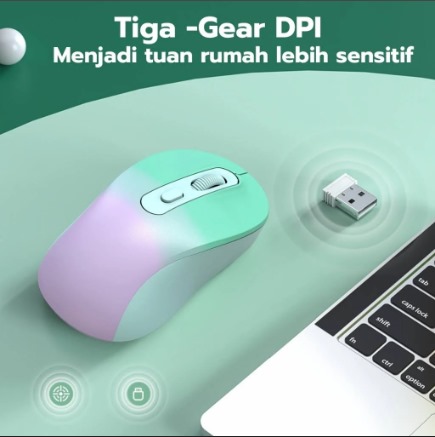 Tiga -Gear DPI
Menjadi tuan rumah lebih sensitif
tab
caps lock
shift
fn
ctrl
alt
option